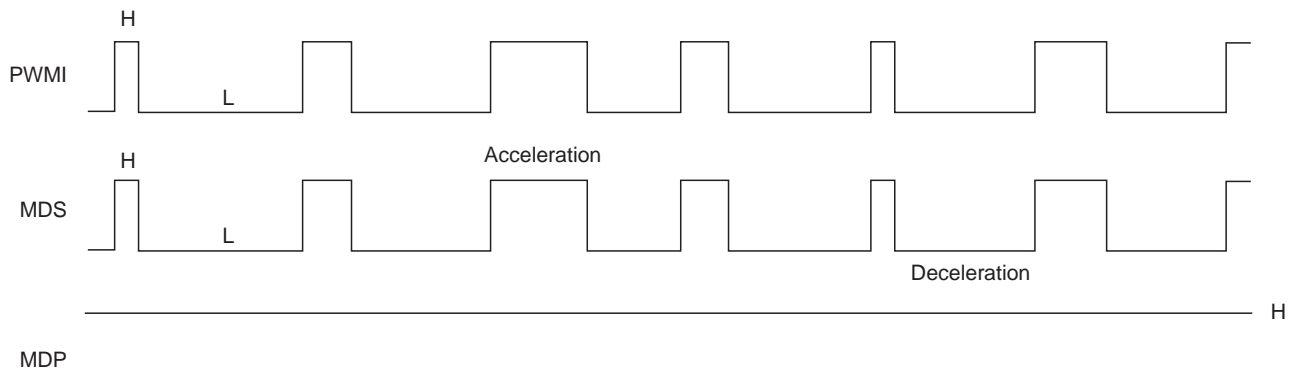 H
PWMI
L
Acceleration
H
MDS
L
Deceleration
H
MDP